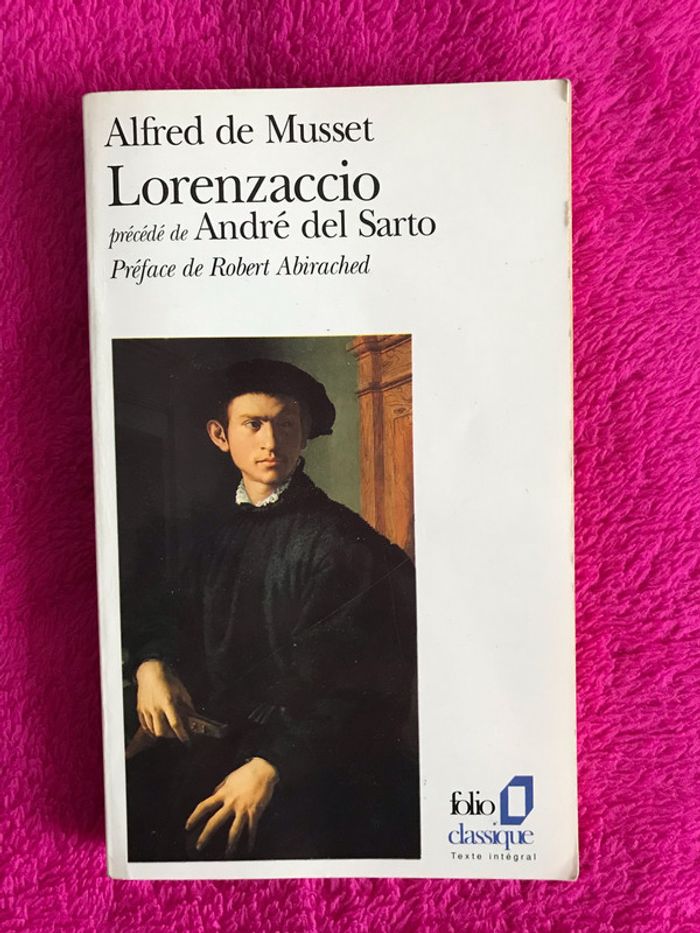 Alfred de Musset
Lorenzaccio
précédé de André del Sarto
Préface de Robert Abirached
folio
classique
Texte intégral